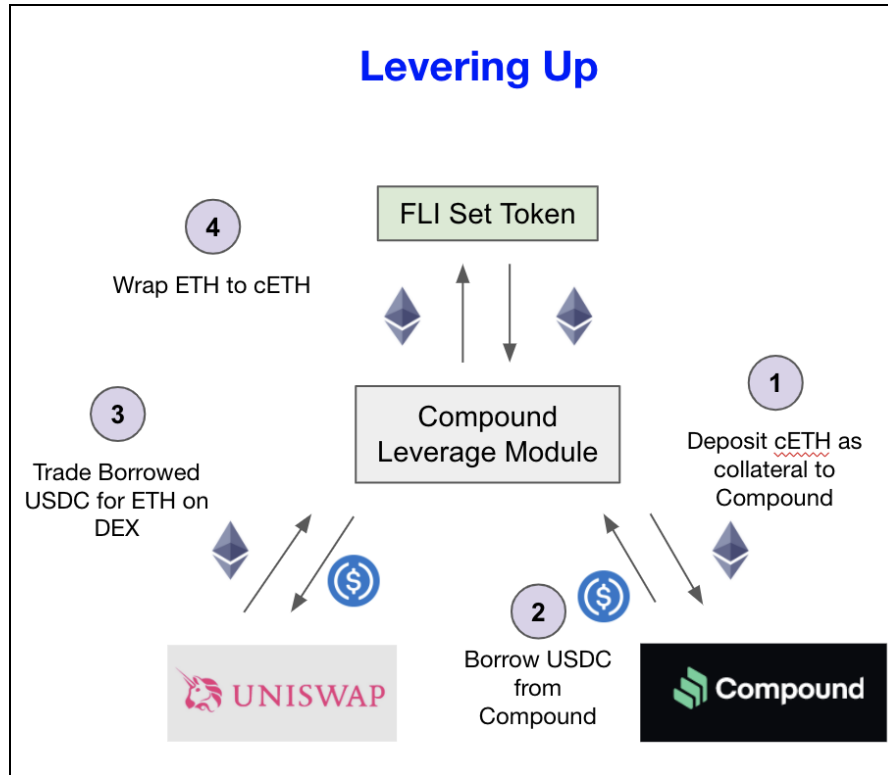 Levering Up
FLI Set Token
4
Wrap ETH to cETH
1
Compound
Leverage Module
Deposit cETH as
collateral to
Compound
3
Trade Borrowed
USDC for ETH on
DEX
2
Borrow USDC
from
Compound
UNISWAP
Compound